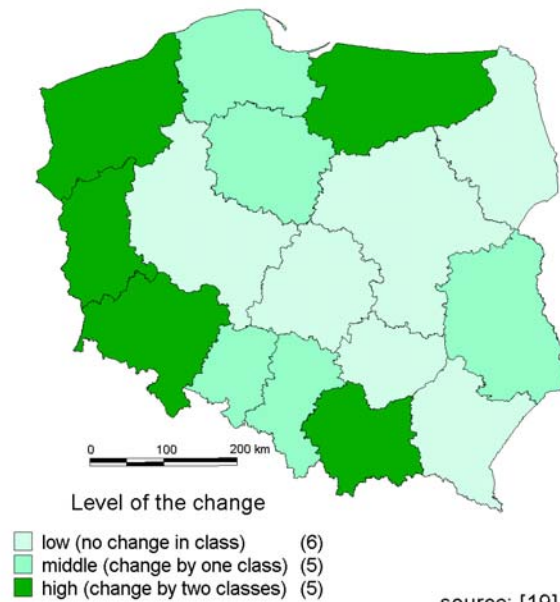 0 100 200 km
Level of the change
low (no change in class) (6)
middle (change by one class) (5)
high (change by two classes) (5)
source: [19]